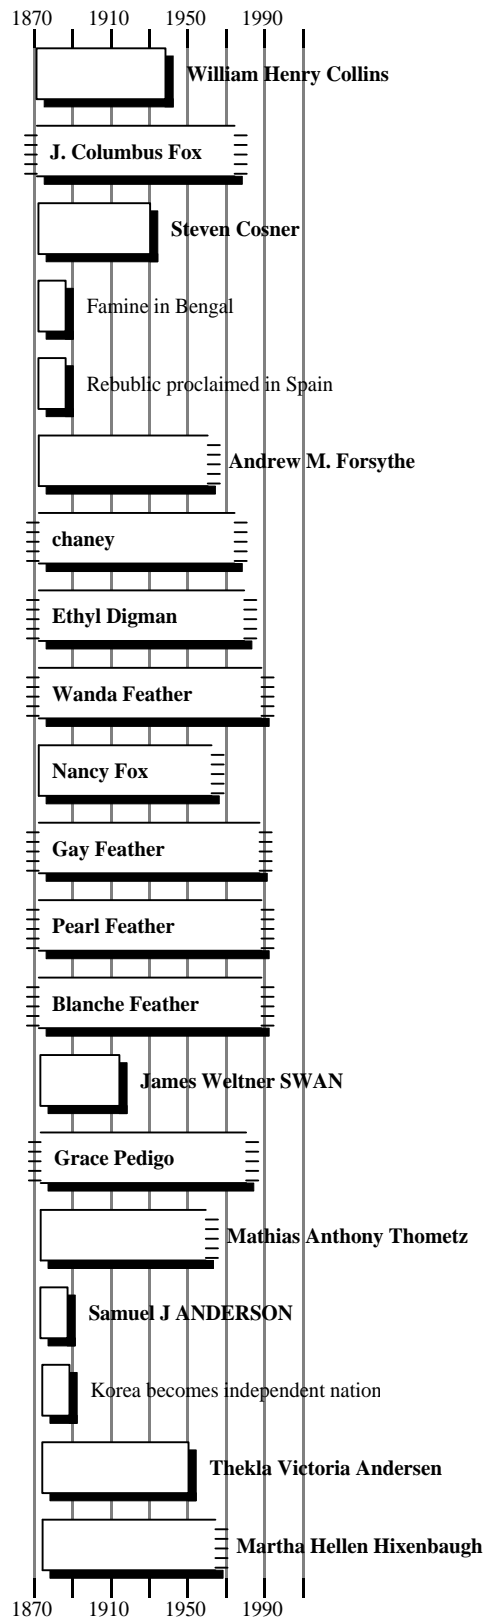 1870 1910 1950 1990
William Henry Collins
J. Columbus Fox
Steven Cosner
Famine in Bengal
Rebublic proclaimed in Spain
Andrew M. Forsythe
chaney
Ethyl Digman
Wanda Feather
Nancy Fox
Gay Feather
Pearl Feather
Blanche Feather
James Weltner SWAN
Grace Pedigo
Mathias Anthony Thometz
Samuel J ANDERSON
Korea becomes independent nation
Thekla Victoria Andersen
Martha Hellen Hixenbaugh
1870 1910 1950 1990